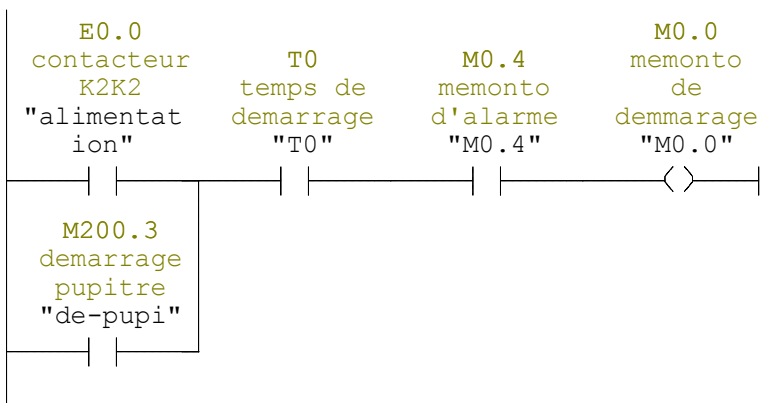 E0.0
contacteur
K2K2
"alimentat
ion"
T0
temps de
demarrage
"T0"
M0.4
memonto
d'alarme
"M0.4"
M0.0
memonto
de
demmarage
"M0.0"
M200.3
demarrage
pupitre
"de-pupi"